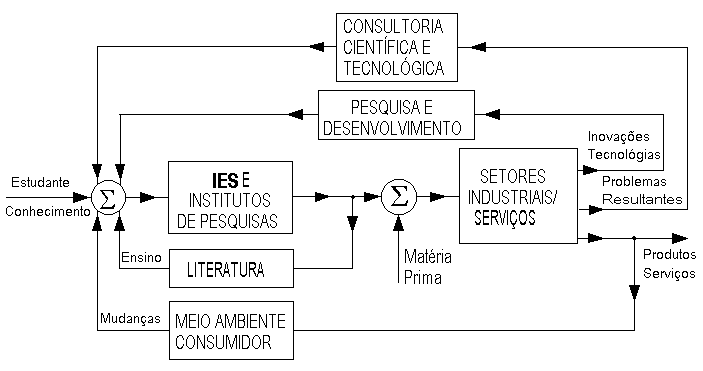 CONSULTORIA
CIENTÍFICA E
TECNOLÓGICA
PESQUISA E
DESENVOLVIMENTO
Inovações
Tecnológias
Estudante
Conhecimento
Σ
IES E
INSTITUTOS
DE PESQUISAS
Σ
SETORES
INDUSTRIAIS/
SERVIÇOS
Problemas
Resultantes
Ensino
LITERATURA
Matéria
Prima
Produtos
Serviços
Mudanças
MEIO AMBIENTE
CONSUMIDOR